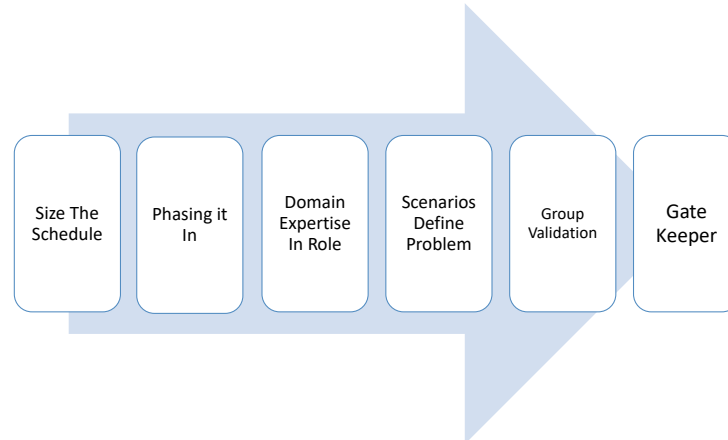 Size The
Schedule
Phasing it
In
Domain
Expertise
In Role
Scenarios
Define
Problem
Group
Validation
Gate
Keeper